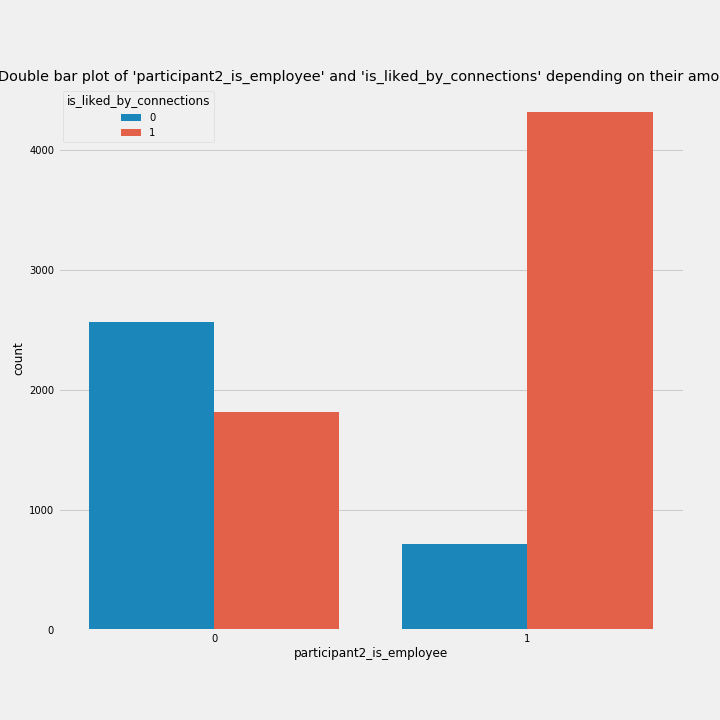 Double bar plot of 'participant2_is_employee' and 'is_liked_by_connections' depending on their amo
is_liked_by_connections
0
1
4000
3000
2000
1000
0
count
0 1
participant2_is_employee